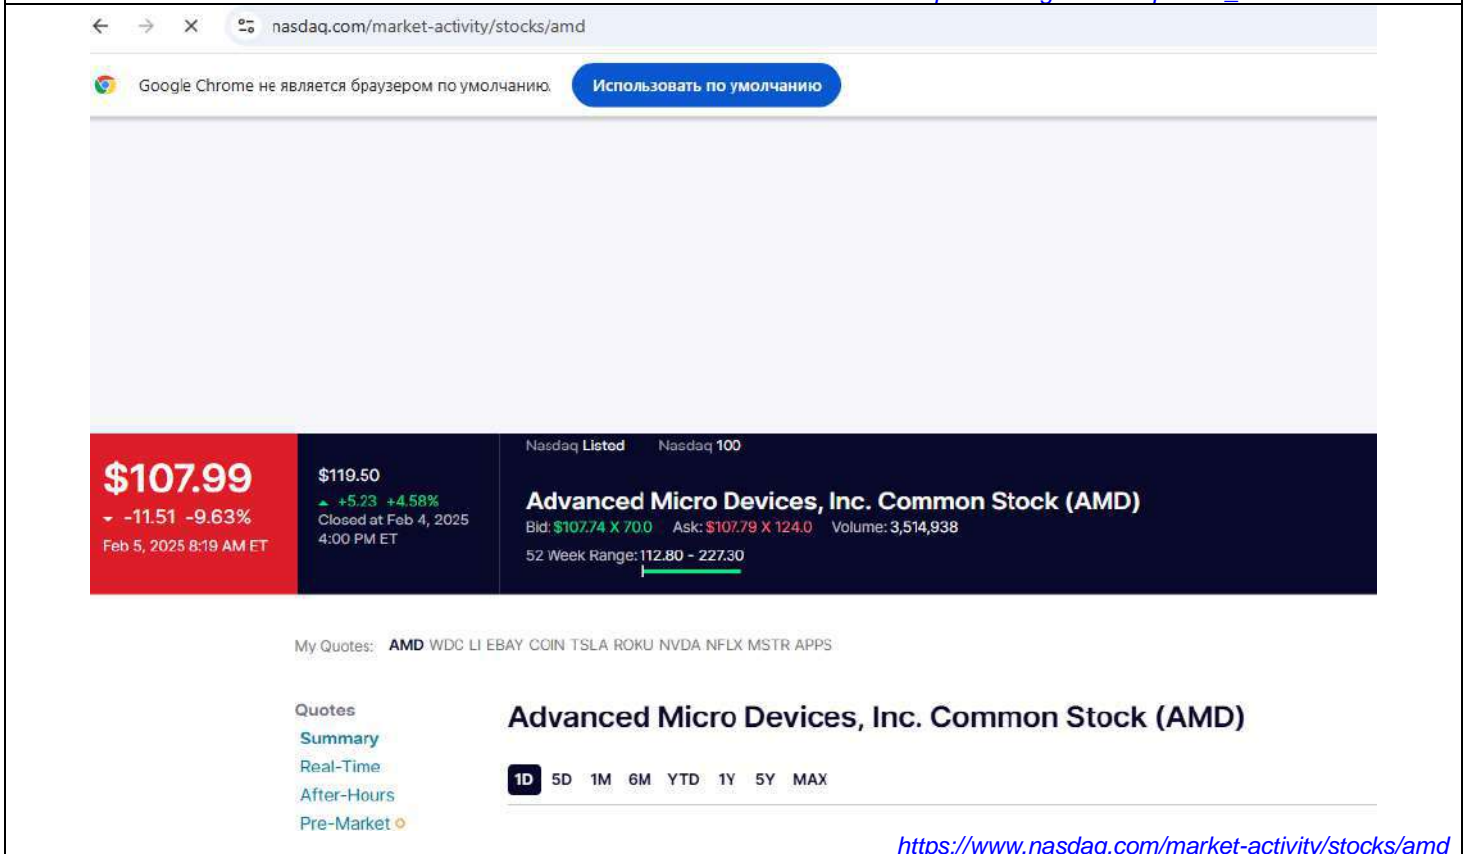 nasdaq.com/market-activity/stocks/amd
Google Chrome не является браузером по умолчанию.
Использовать по умолчанию
$107.99
-11.51 -9.63%
Feb 5, 2025 8:19 AM ET
$119.50
+5.23 +4.58%
Closed at Feb 4, 2025
4:00 PM ET
Nasdaq Listed Nasdaq 100
Advanced Micro Devices, Inc. Common Stock (AMD)
Bid: $107.74 X 70.0 Ask: $107.79 X 124.0 Volume: 3,514,938
52 Week Range: 112.80 - 227.30
My Quotes: AMD WDC LI EBAY COIN TSLA ROKU NVDA NFLX MSTR APPS
Quotes
Summary
Real-Time
After-Hours
Pre-Market
Advanced Micro Devices, Inc. Common Stock (AMD)
1D 5D 1M 6M YTD 1Y 5Y MAX
https://www.nasdaq.com/market-activity/stocks/amd